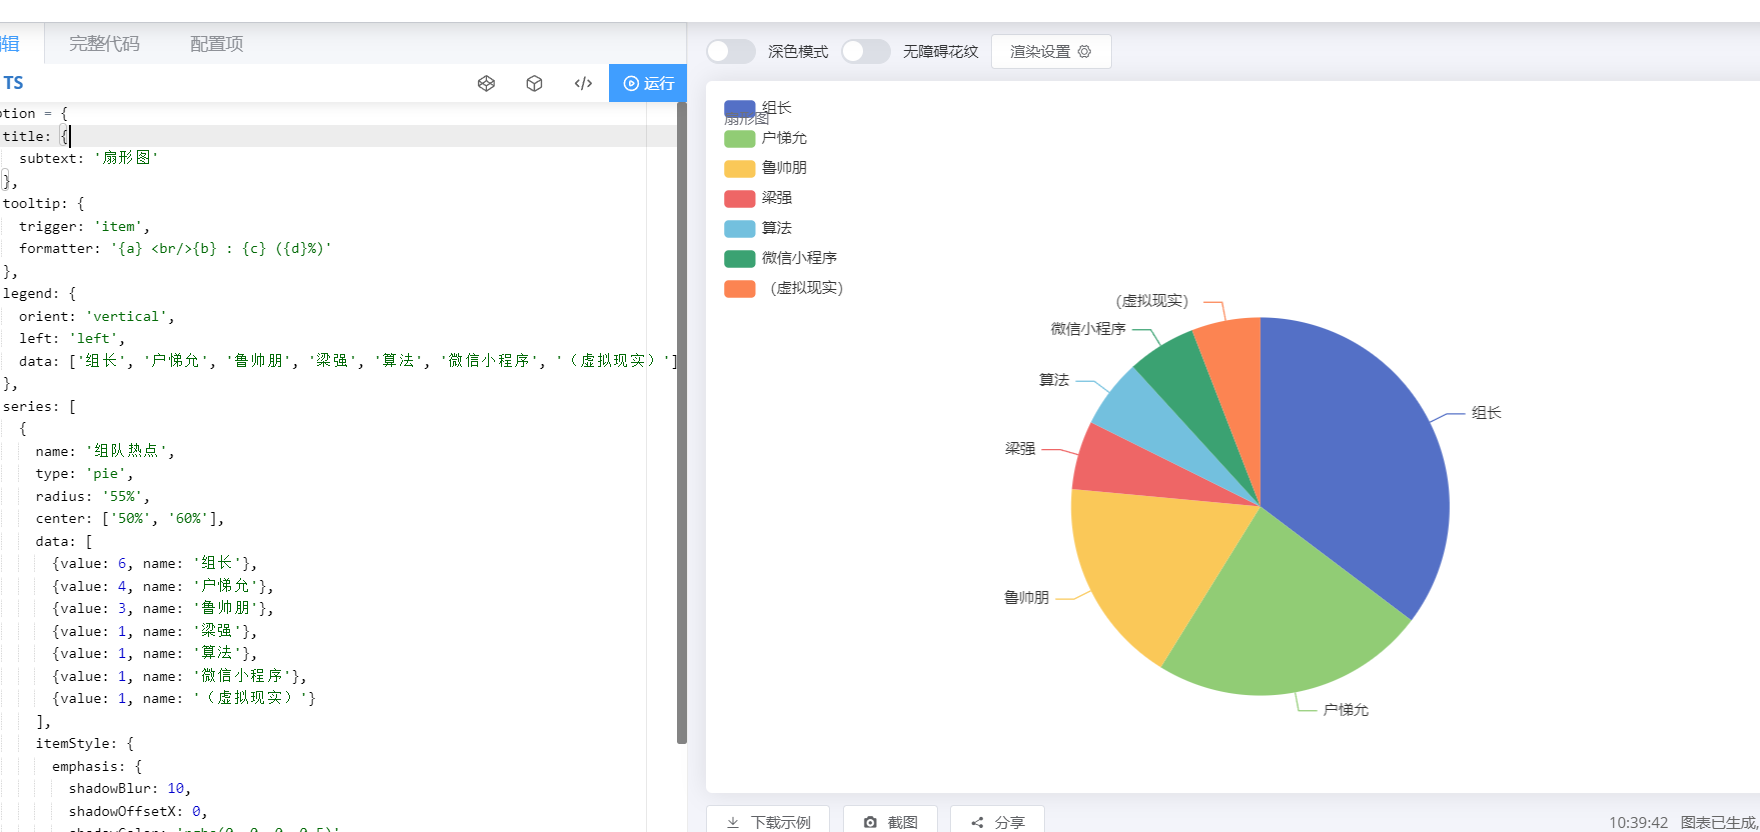 辑 完整代码 配置项
TS 运行
ption = {
title: {
subtext: '扇形图'
},
tooltip: {
trigger: 'item',
formatter: '{a} <br/>{b} : {c} ({d}%)'
},
legend: {
orient: 'vertical',
left: 'left',
data: ['组长', '户悌允', '鲁帅朋', '梁强', '算法', '微信小程序', '（虚拟现实）']
},
series: [
{
name: '组队热点',
type: 'pie',
radius: '55%',
center: ['50%', '60%'],
data: [
{value: 6, name: '组长'},
{value: 4, name: '户悌允'},
{value: 3, name: '鲁帅朋'},
{value: 1, name: '梁强'},
{value: 1, name: '算法'},
{value: 1, name: '微信小程序'},
{value: 1, name: '（虚拟现实）'}
],
itemStyle: {
emphasis: {
shadowBlur: 10,
shadowOffsetX: 0,
深色模式 无障碍花纹 渲染设置
组长
扇形图
户悌允
鲁帅朋
梁强
算法
微信小程序
（虚拟现实）
（虚拟现实）
微信小程序
算法
组长
梁强
鲁帅朋
户悌允
下载示例 截图 分享 10:39:42 图表已生成,